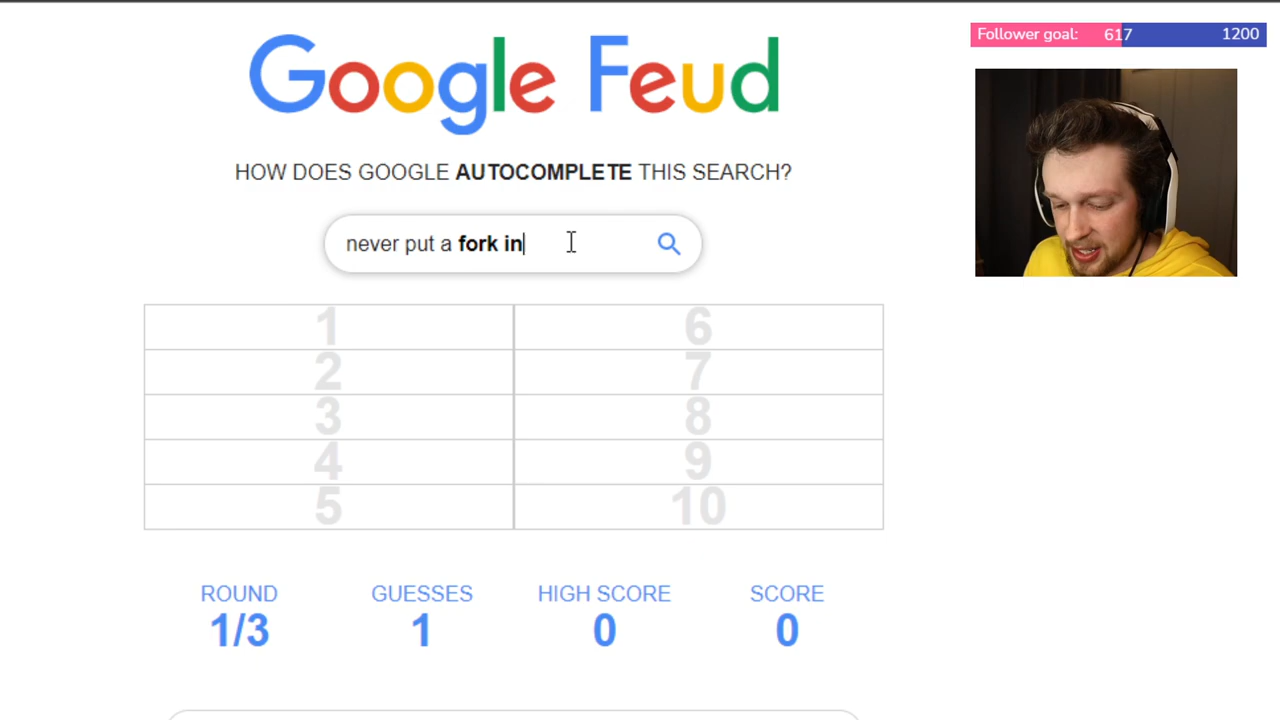 Follower goal: 617 1200
Google Feud
HOW DOES GOOGLE AUTOCOMPLETE THIS SEARCH?
never put a fork in
1 6
2 7
3 8
4 9
5 10
ROUND GUESSES HIGH SCORE SCORE
1/3 1 0 0